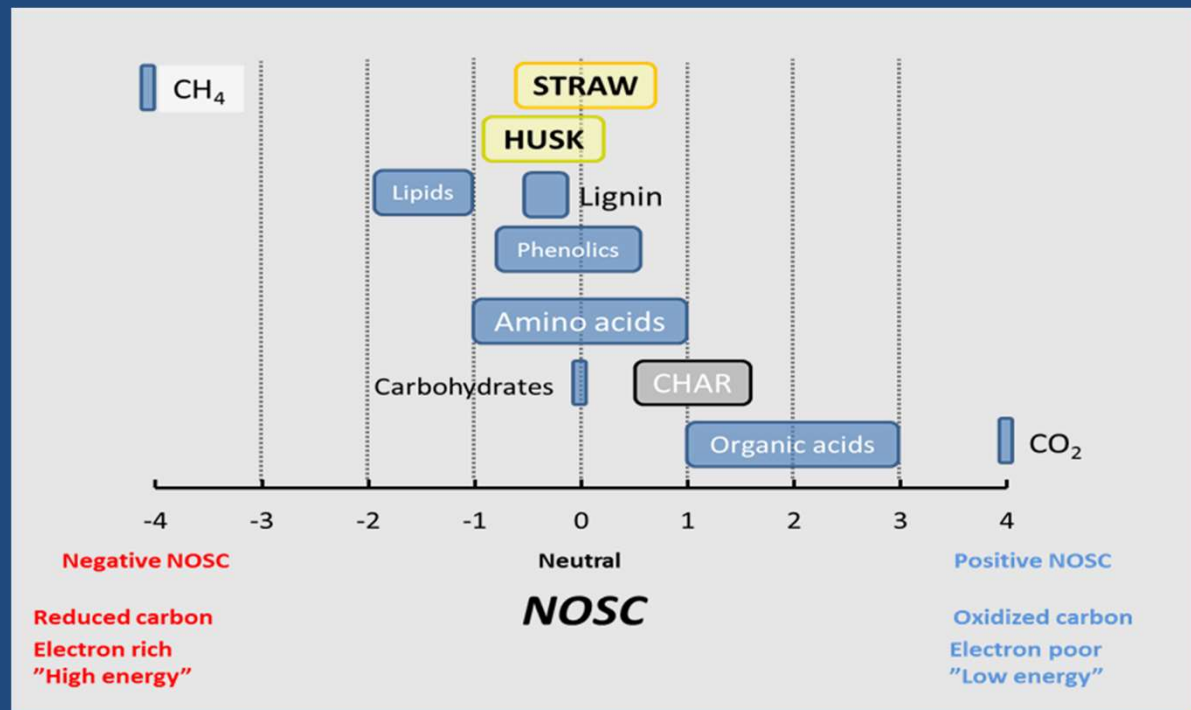 CH₄
STRAW
HUSK
Lipids
Lignin
Phenolics
Amino acids
Carbohydrates
CHAR
Organic acids
CO₂
-4 -3 -2 -1 0 1 2 3 4
Negative NOSC Neutral Positive NOSC
NOSC
Reduced carbon Oxidized carbon
Electron rich Electron poor
”High energy” ”Low energy”